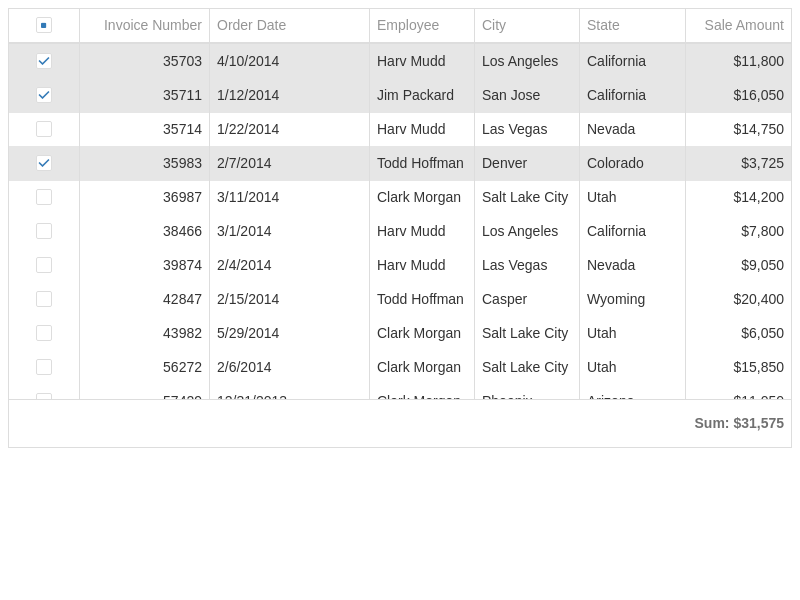 Invoice Number Order Date Employee City State Sale Amount
35703 4/10/2014 Harv Mudd Los Angeles California $11,800
35711 1/12/2014 Jim Packard San Jose California $16,050
35714 1/22/2014 Harv Mudd Las Vegas Nevada $14,750
35983 2/7/2014 Todd Hoffman Denver Colorado $3,725
36987 3/11/2014 Clark Morgan Salt Lake City Utah $14,200
38466 3/1/2014 Harv Mudd Los Angeles California $7,800
39874 2/4/2014 Harv Mudd Las Vegas Nevada $9,050
42847 2/15/2014 Todd Hoffman Casper Wyoming $20,400
43982 5/29/2014 Clark Morgan Salt Lake City Utah $6,050
56272 2/6/2014 Clark Morgan Salt Lake City Utah $15,850
Clark Morgan Phoenix Arizona
Sum: $31,575